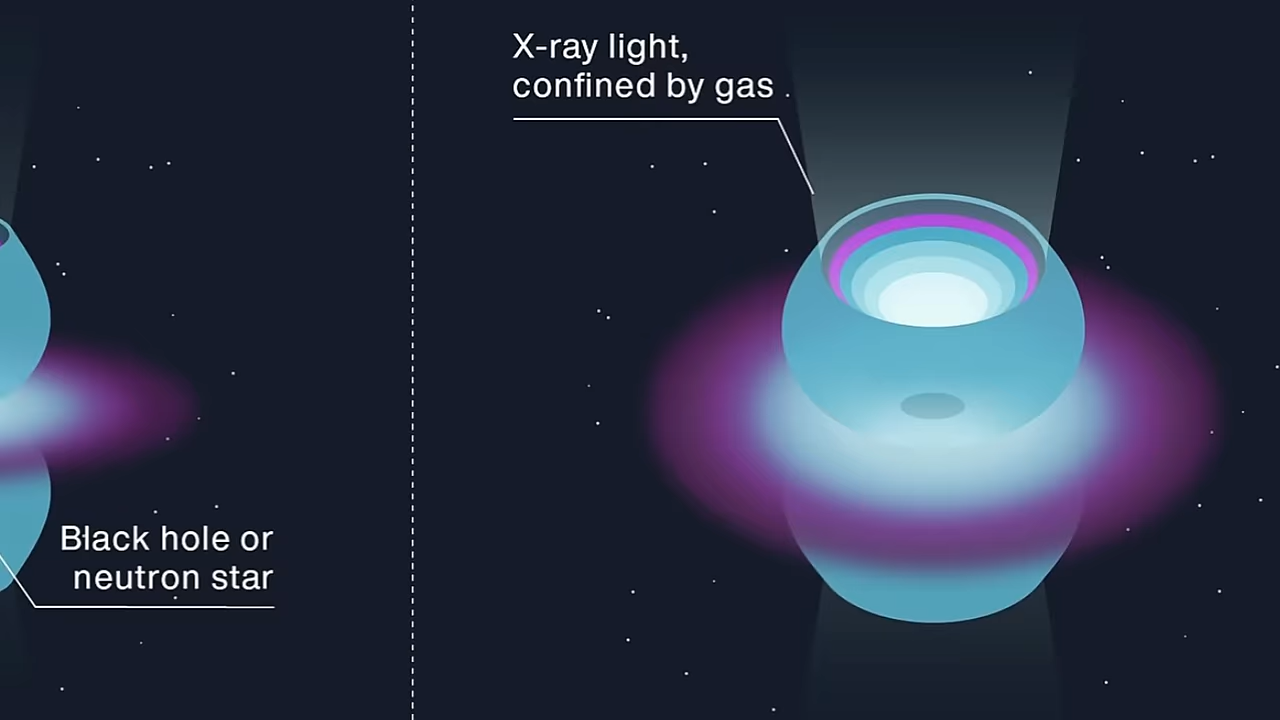 X-ray light,
confined by gas
Black hole or
neutron star